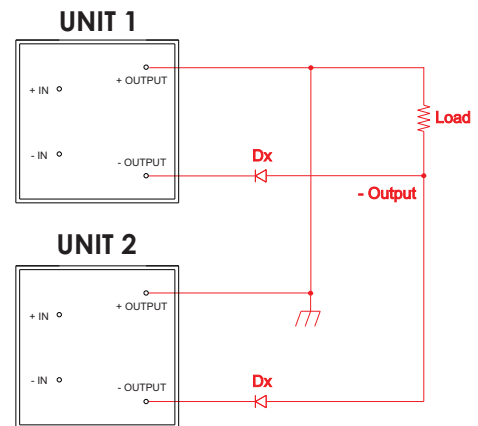 UNIT 1
+ OUTPUT
+ IN
Load
- IN
- OUTPUT
Dx
- Output
UNIT 2
+ OUTPUT
+ IN
- IN
- OUTPUT
Dx